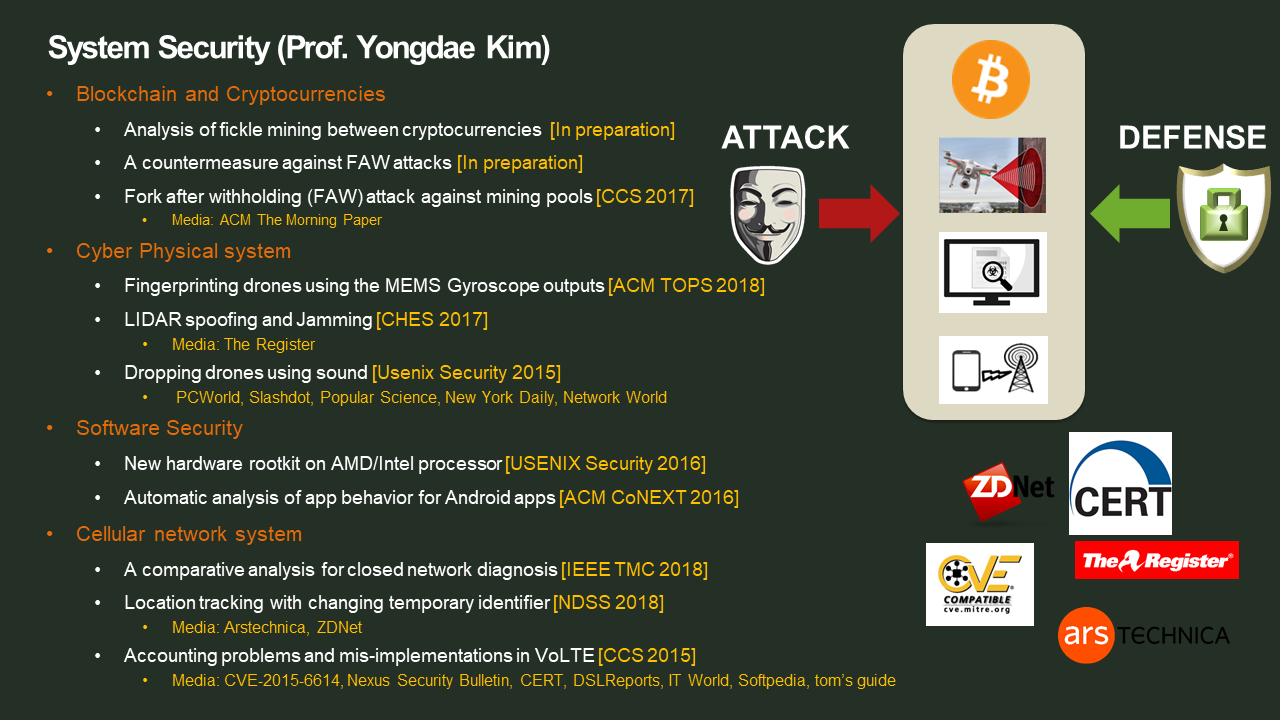 System Security (Prof. Yongdae Kim)
• Blockchain and Cryptocurrencies
• Analysis of fickle mining between cryptocurrencies [In preparation]
• A countermeasure against FAW attacks [In preparation]
• Fork after withholding (FAW) attack against mining pools [CCS 2017]
• Media: ACM The Morning Paper
• Cyber Physical system
• Fingerprinting drones using the MEMS Gyroscope outputs [ACM TOPS 2018]
• LIDAR spoofing and Jamming [CHES 2017]
• Media: The Register
• Dropping drones using sound [Usenix Security 2015]
• PCWorld, Slashdot, Popular Science, New York Daily, Network World
• Software Security
• New hardware rootkit on AMD/Intel processor [USENIX Security 2016]
• Automatic analysis of app behavior for Android apps [ACM CoNEXT 2016]
• Cellular network system
• A comparative analysis for closed network diagnosis [IEEE TMC 2018]
• Location tracking with changing temporary identifier [NDSS 2018]
• Media: Arstechnica, ZDNet
• Accounting problems and mis-implementations in VoLTE [CCS 2015]
• Media: CVE-2015-6614, Nexus Security Bulletin, CERT, DSLReports, IT World, Softpedia, tom's guide
ATTACK
DEFENSE
ZDNet
CERT
CVE
COMPATIBLE
cve.mitre.org
The Register
ars TECHNICA